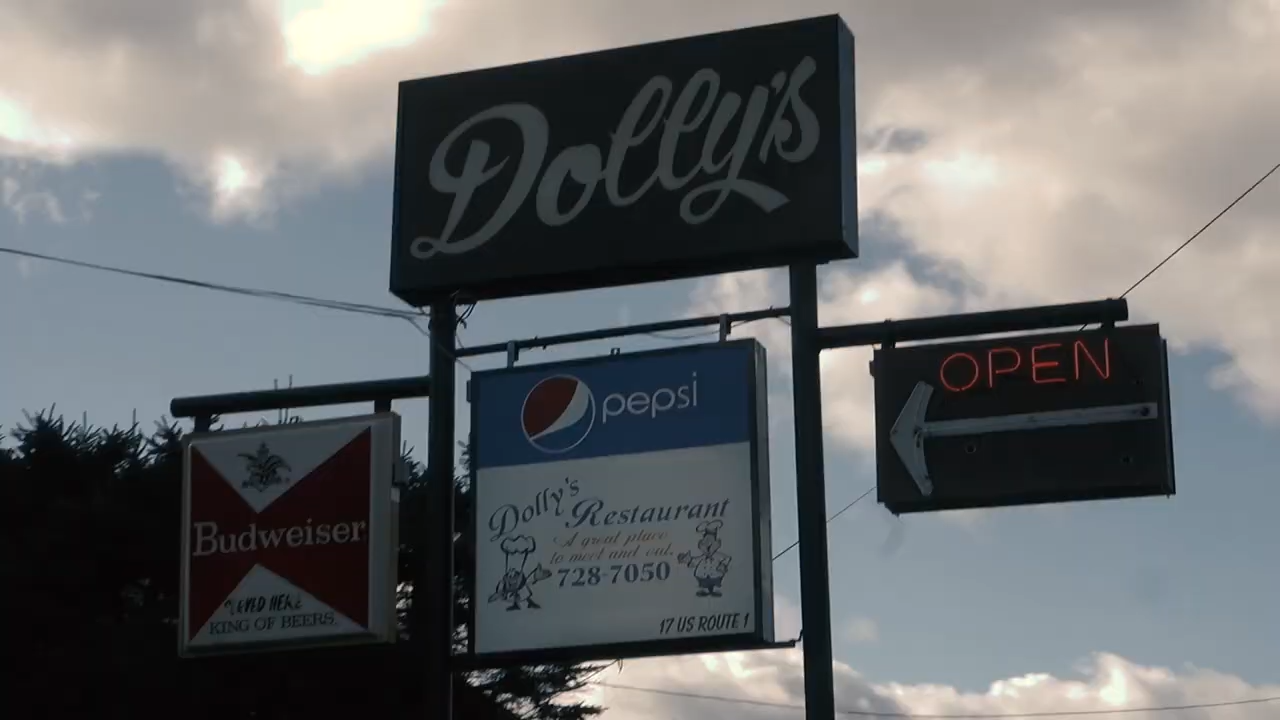 Dolly's
OPEN
pepsi
Dolly's Restaurant
A great place
to meet and eat.
728-7050
17 US ROUTE 1
Budweiser
HERE
KING OF BEERS.